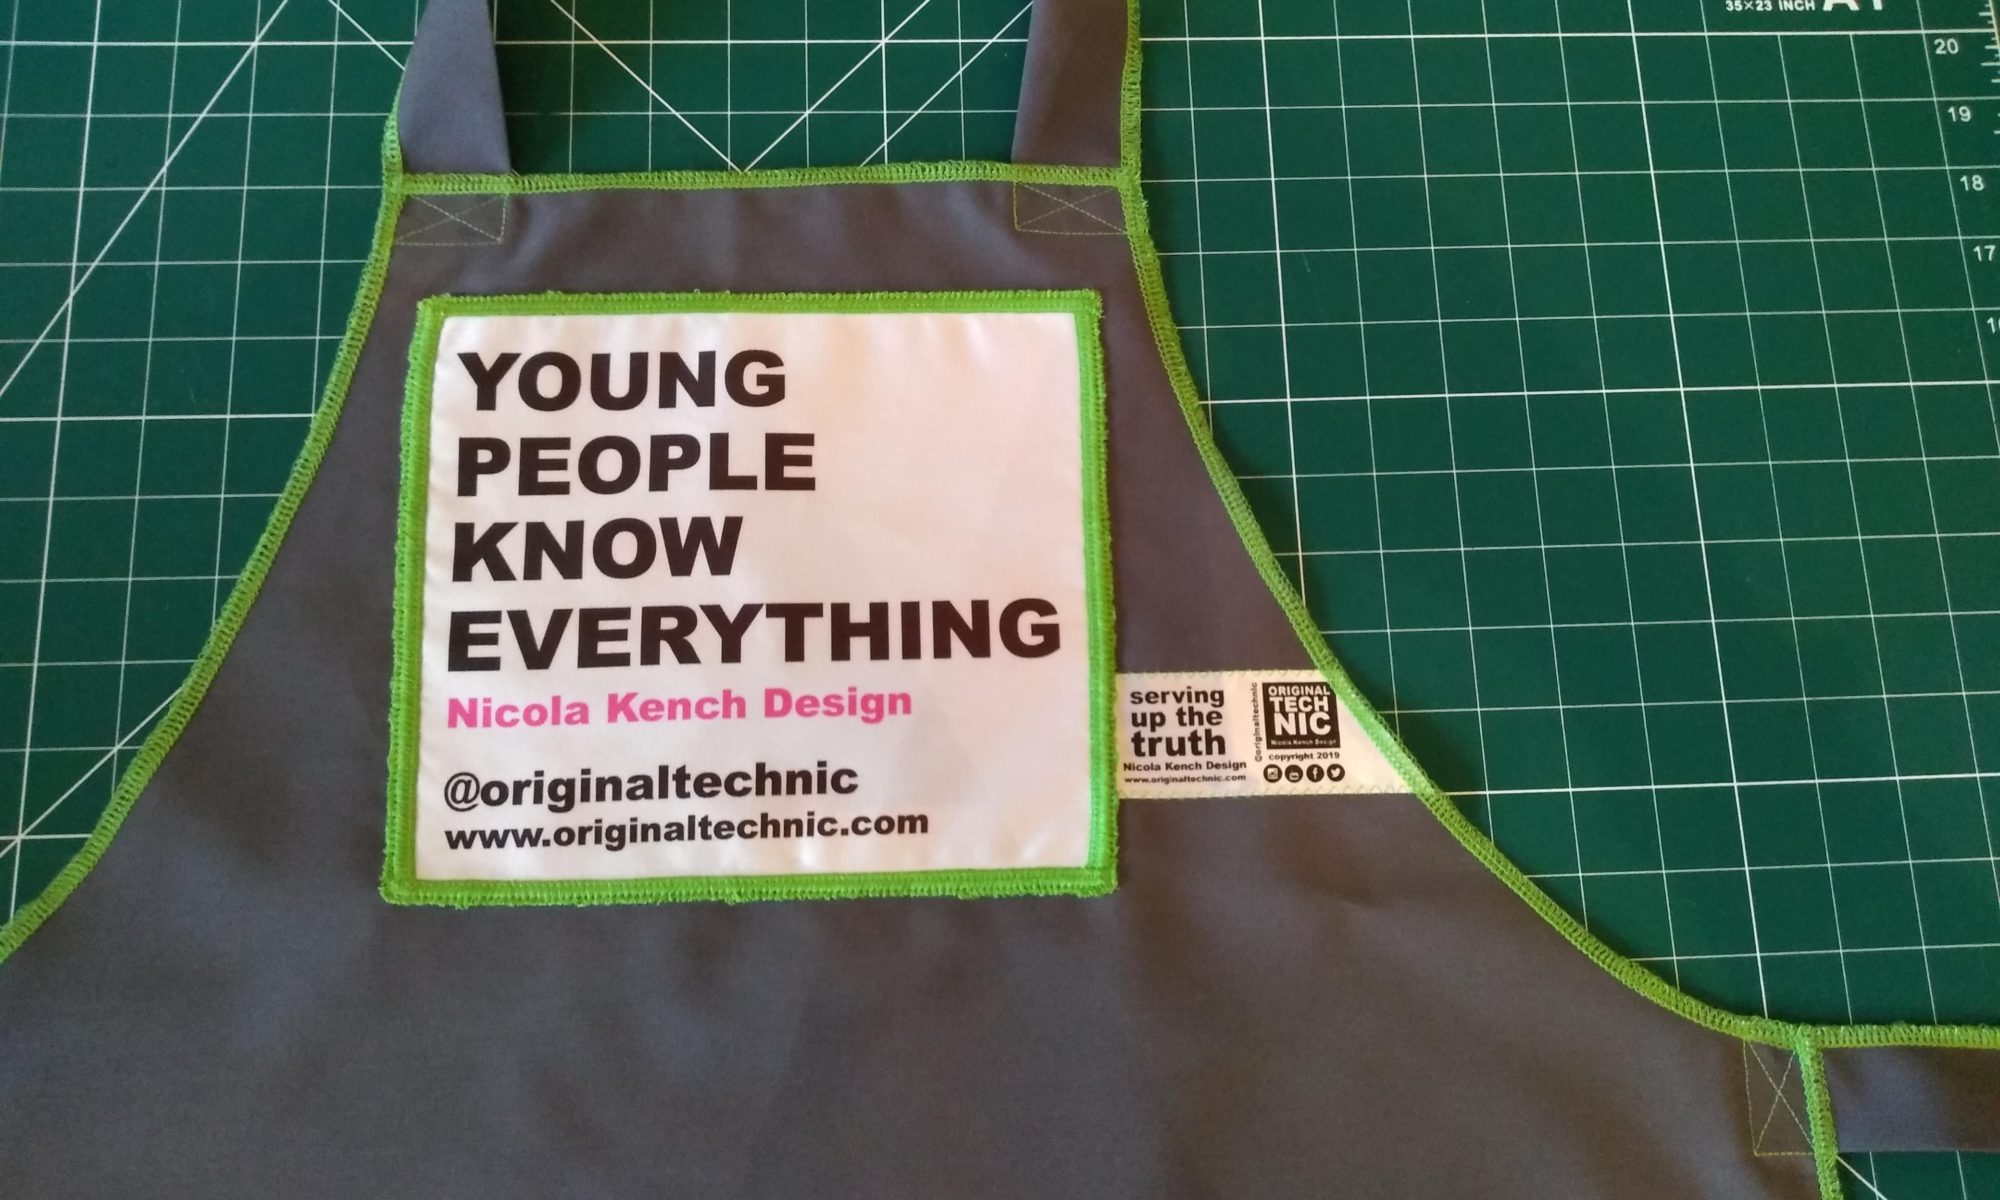 35×23 INCH A1
20
19
18
17
YOUNG
PEOPLE
KNOW
EVERYTHING
Nicola Kench Design
@originaltechnic
www.originaltechnic.com
serving
up the
truth
Nicola Kench Design
www.originaltechnic.com
@originaltechnic
ORIGINAL
TECH
NIC
Nicola Kench Design
copyright 2019